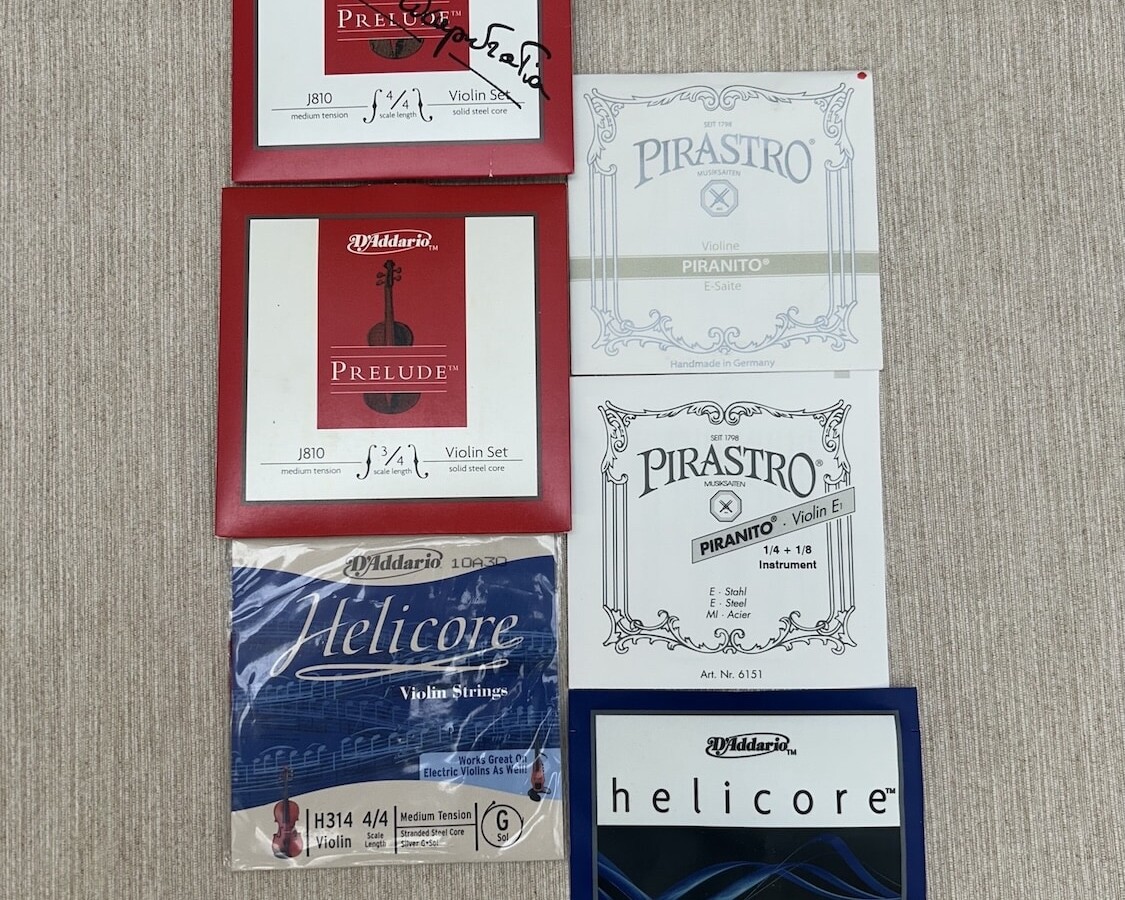 PRELUDE™
J810
medium tension
4/4
scale length
Violin Set
solid steel core
D'Addario™
PRELUDE™
J810
medium tension
3/4
scale length
Violin Set
solid steel core
D'Addario 10A30
Helicore
Violin Strings
Works Great On
Electric Violins As Well!
H314
Violin
4/4
Scale
Length
Medium Tension
Stranded Steel Core
Silver G•Sol
G
Sol
SEIT 1798
PIRASTRO®
MUSIKSAITEN
Violine
PIRANITO®
E-Saite
Handmade in Germany
SEIT 1798
PIRASTRO®
MUSIKSAITEN
PIRANITO® · Violin E1
1/4 + 1/8
Instrument
E · Stahl
E · Steel
MI · Acier
Art. Nr. 6151
D'Addario™
helicore™